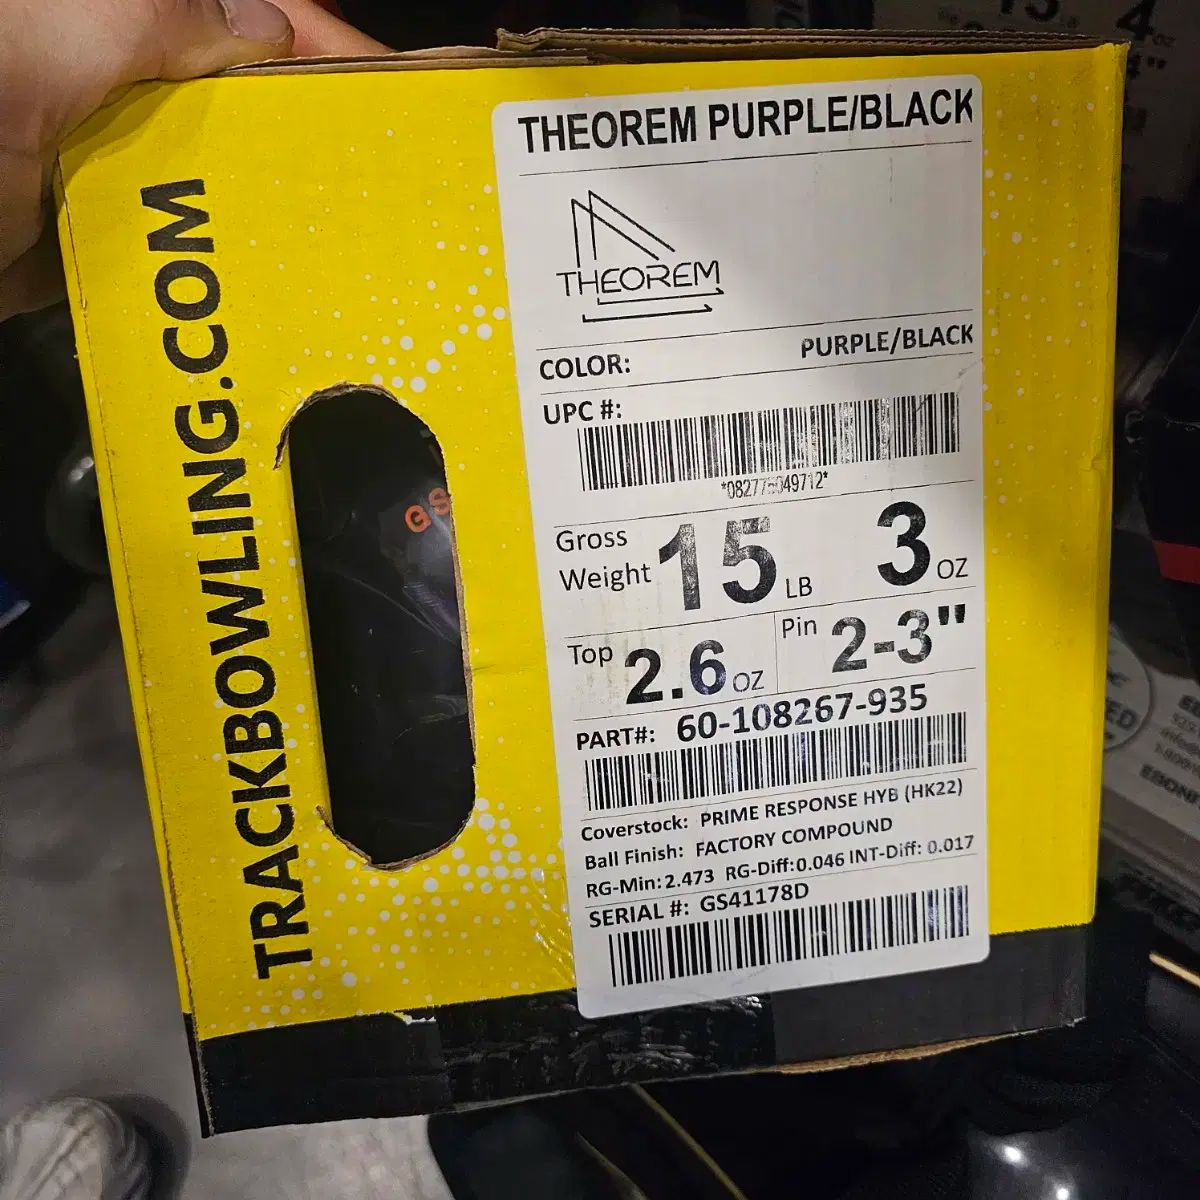 TRACKBOWLING.COM
GS
THEOREM PURPLE/BLACK
THEOREM
COLOR: PURPLE/BLACK
UPC #:
*082775049712*
Gross Weight 15 LB 3 OZ
Top 2.6 OZ Pin 2-3"
PART#: 60-108267-935
Coverstock: PRIME RESPONSE HYB (HK22)
Ball Finish: FACTORY COMPOUND
RG-Min: 2.473 RG-Diff: 0.046 INT-Diff: 0.017
SERIAL #: GS41178D